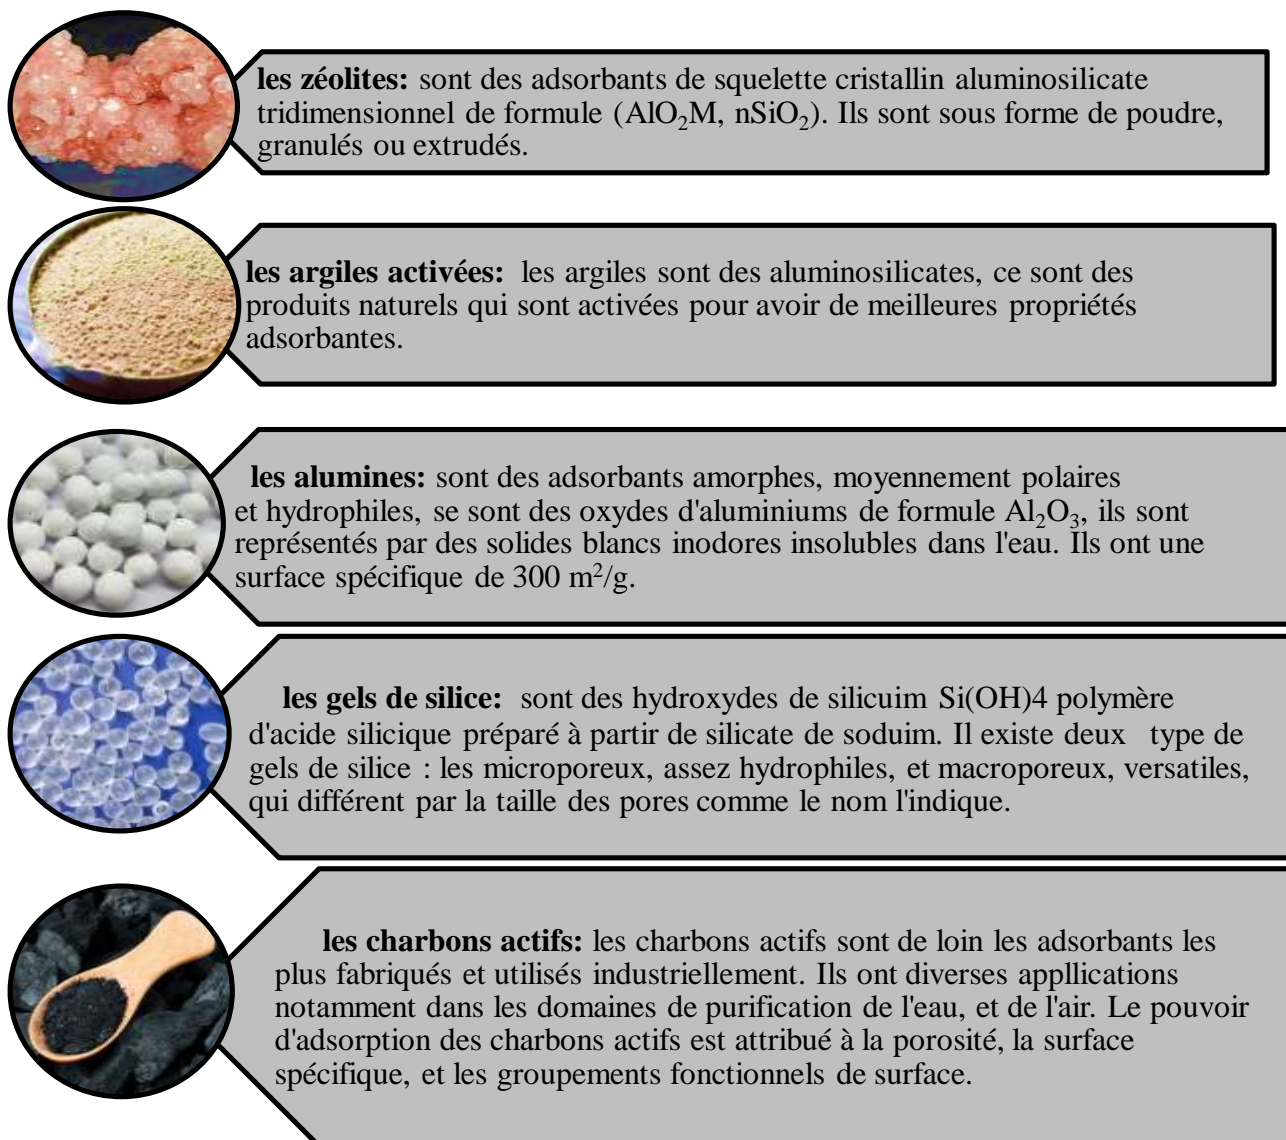 les zéolites: sont des adsorbants de squelette cristallin aluminosilicate
tridimensionnel de formule (AlO₂M, nSiO₂). Ils sont sous forme de poudre,
granulés ou extrudés.
les argiles activées: les argiles sont des aluminosilicates, ce sont des
produits naturels qui sont activées pour avoir de meilleures propriétés
adsorbantes.
les alumines: sont des adsorbants amorphes, moyennement polaires
et hydrophiles, se sont des oxydes d'aluminiums de formule Al₂O₃, ils sont
représentés par des solides blancs inodores insolubles dans l'eau. Ils ont une
surface spécifique de 300 m²/g.
les gels de silice: sont des hydroxydes de silicuim Si(OH)4 polymère
d'acide silicique préparé à partir de silicate de soduim. Il existe deux type de
gels de silice : les microporeux, assez hydrophiles, et macroporeux, versatiles,
qui différent par la taille des pores comme le nom l'indique.
les charbons actifs: les charbons actifs sont de loin les adsorbants les
plus fabriqués et utilisés industriellement. Ils ont diverses appllications
notamment dans les domaines de purification de l'eau, et de l'air. Le pouvoir
d'adsorption des charbons actifs est attribué à la porosité, la surface
spécifique, et les groupements fonctionnels de surface.